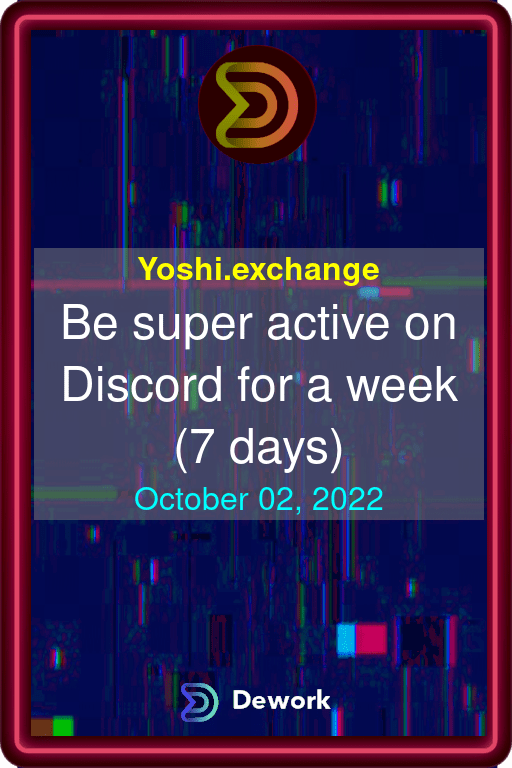 Yoshi.exchange
Be super active on
Discord for a week
(7 days)
October 02, 2022
Dework